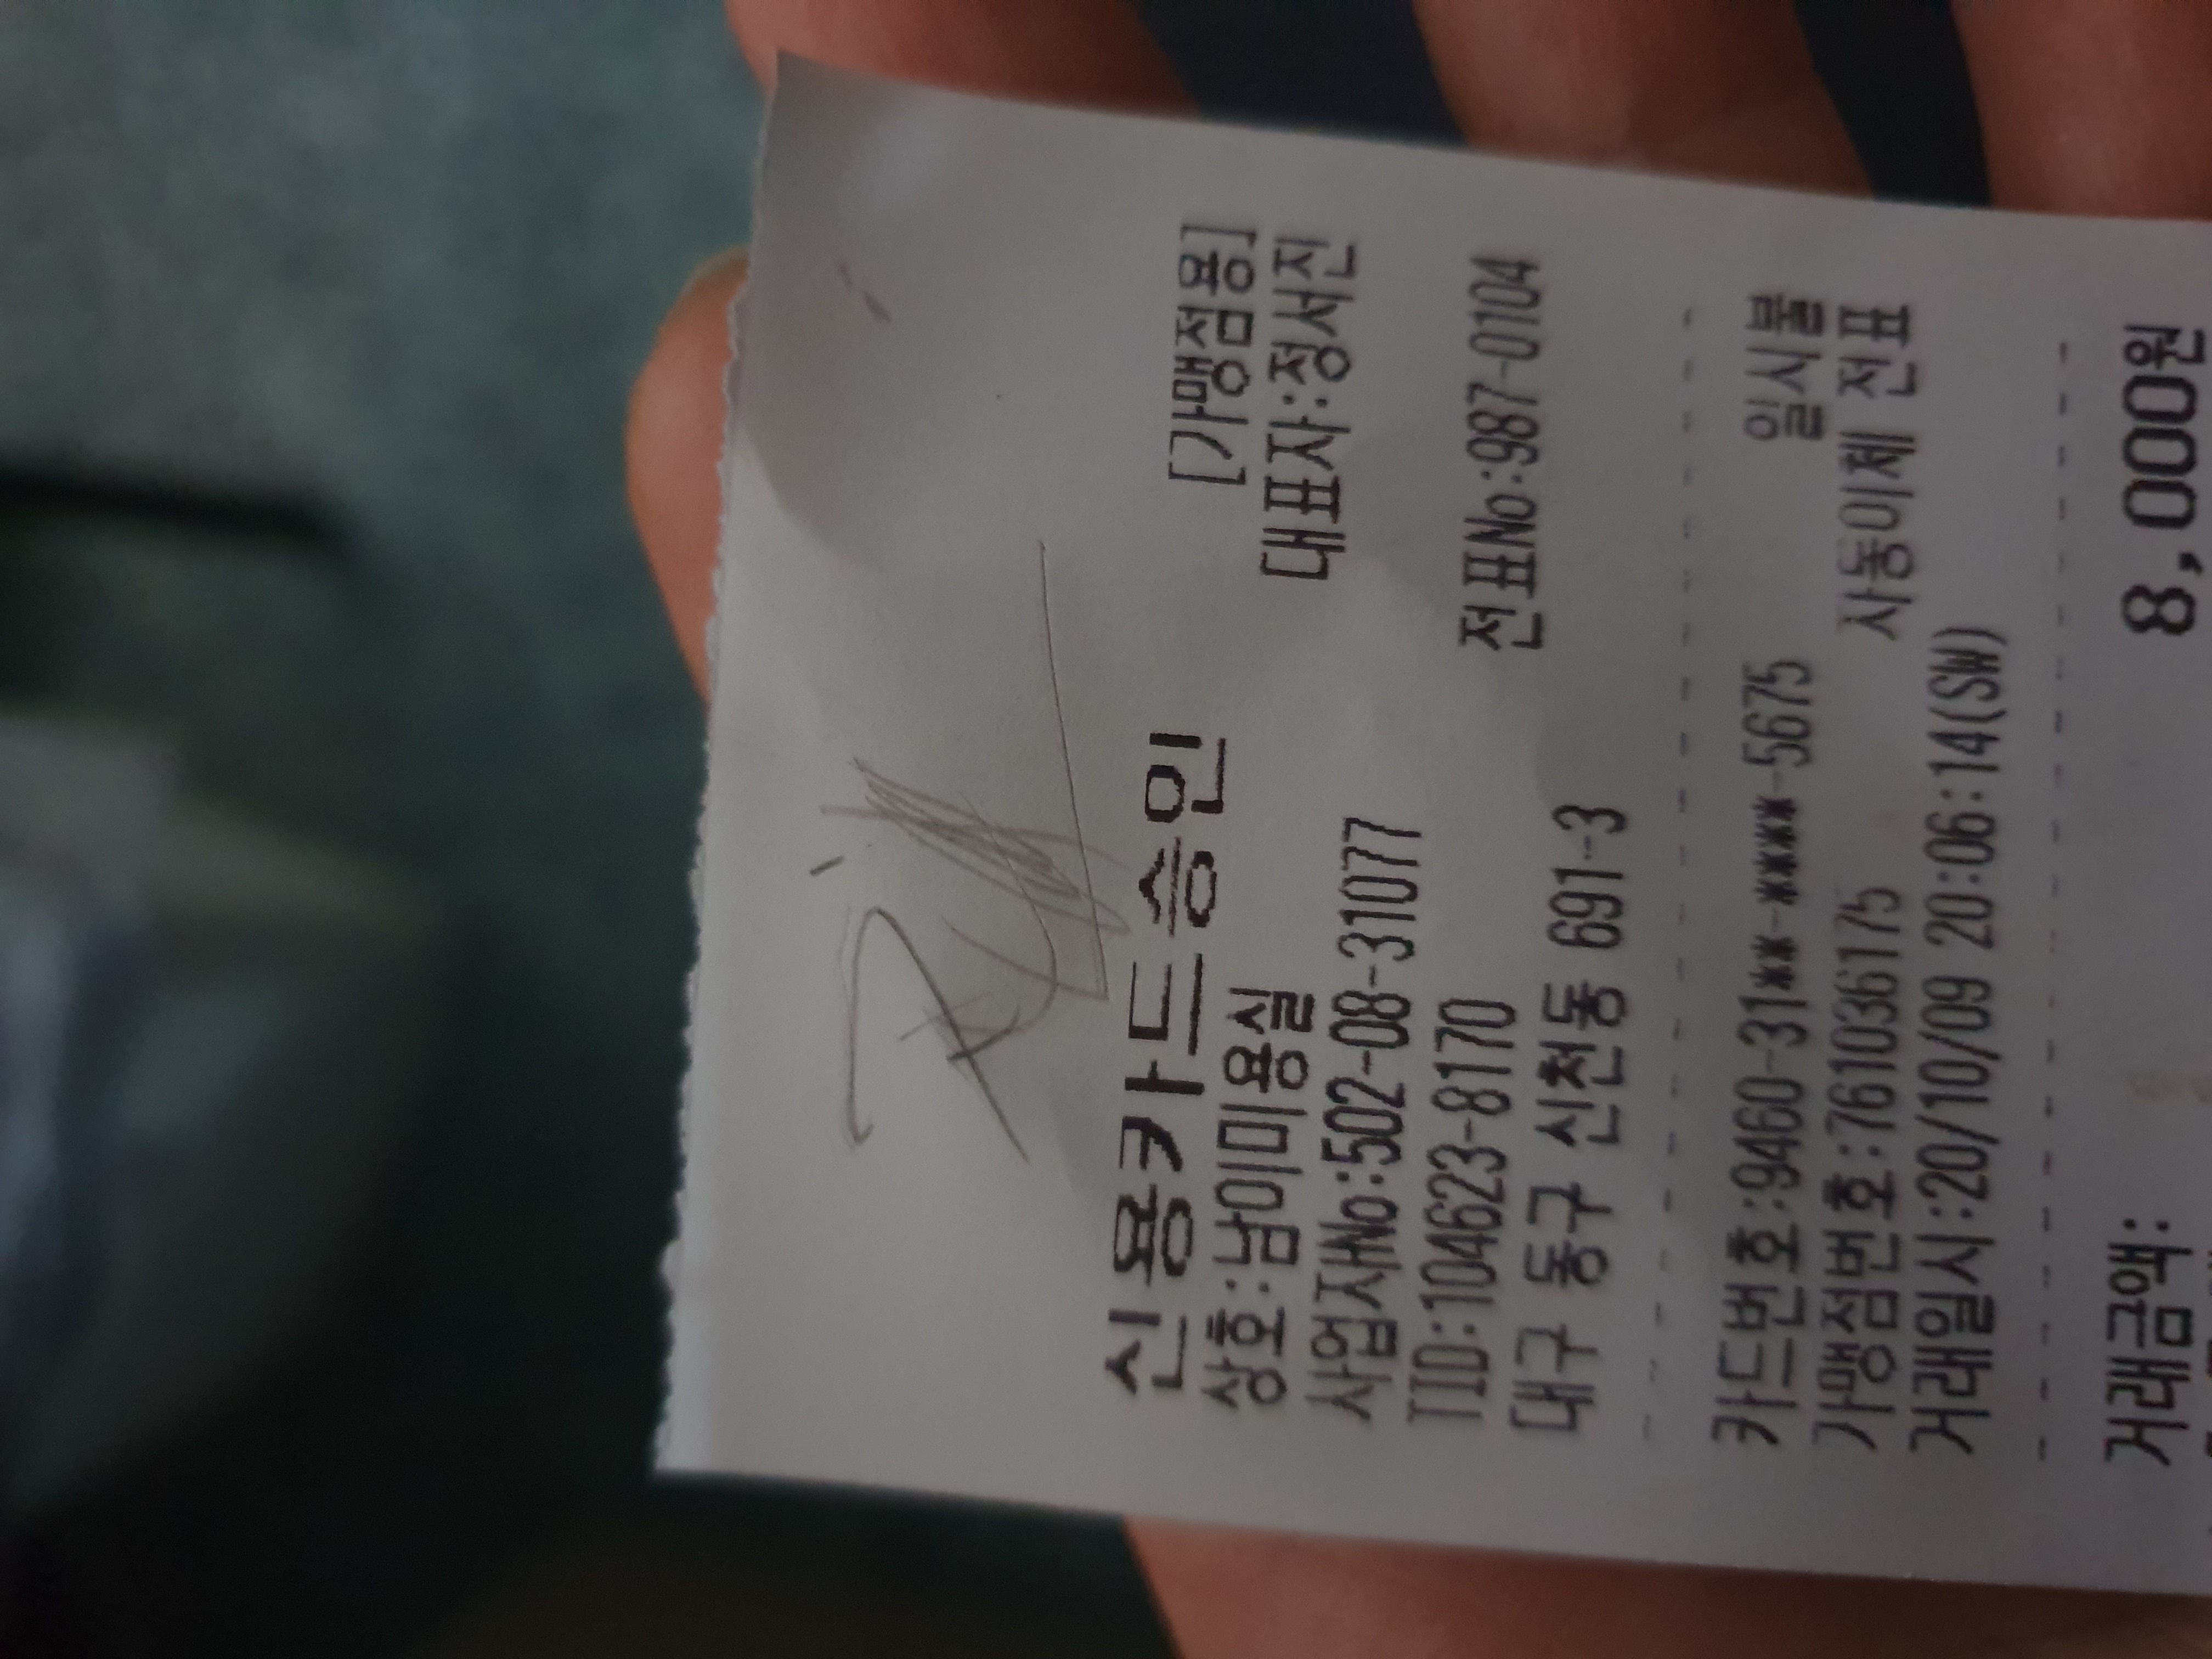 신용카드승인
[가맹점용]
상호:남이미용실 대표자:정서진
사업자No:502-08-31077
TID:104623-8170 전표No:987-0104
대구 동구 신천동 691-3
카드번호:9460-31**-****-5675 일시불
가맹점번호:761036175 자동이체 전표
거래일시:20/10/09 20:06:14(SW)
거래금액: 8,000원